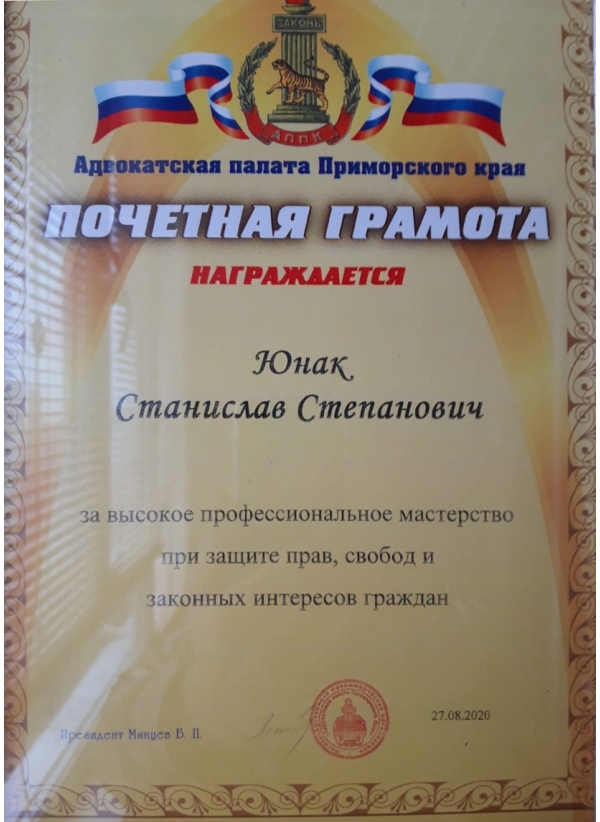 ЗАКОНЪ
АППК
Адвокатская палата Приморского края
ПОЧЕТНАЯ ГРАМОТА
НАГРАЖДАЕТСЯ
Юнак
Станислав Степанович
за высокое профессиональное мастерство
при защите прав, свобод и
законных интересов граждан
27.08.2020
Президент Минцев Б. П.